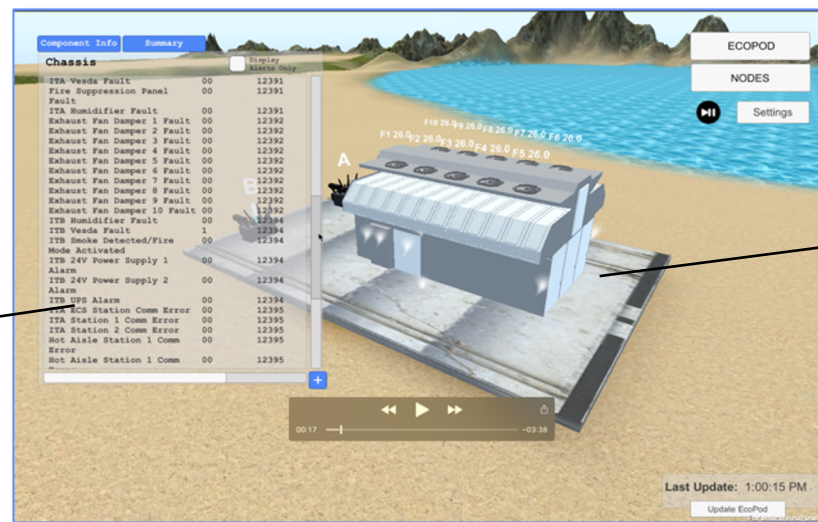 Component Info Summary
Chassis
Display
Alerts Only
ITA Vesda Fault 00 12391
Fire Suppression Panel 00 12391
Fault
ITA Humidifier Fault 00 12391
Exhaust Fan Damper 1 Fault 00 12392
Exhaust Fan Damper 2 Fault 00 12392
Exhaust Fan Damper 3 Fault 00 12392
Exhaust Fan Damper 4 Fault 00 12392
Exhaust Fan Damper 5 Fault 00 12392
Exhaust Fan Damper 6 Fault 00 12392
Exhaust Fan Damper 7 Fault 00 12392
Exhaust Fan Damper 8 Fault 00 12392
Exhaust Fan Damper 9 Fault 00 12392
Exhaust Fan Damper 10 Fault 00 12392
ITB Humidifier Fault 00 12394
ITB Vesda Fault 1 12394
ITB Smoke Detected/Fire 00 12394
Mode Activated
ITB 24V Power Supply 1 00 12394
Alarm
ITB 24V Power Supply 2 00 12394
Alarm
ITB UPS Alarm 00 12394
ITA ECS Station Comm Error 00 12395
ITA Station 1 Comm Error 00 12395
ITA Station 2 Comm Error 00 12395
Hot Aisle Station 1 Comm 00 12395
Error
Hot Aisle Station 2 Comm 00 12395
+
A
B
F10 26.0 F9 26.0 F8 26.0 F7 26.0 F6 26.0
F1 26.0 F2 26.0 F3 26.0 F4 26.0 F5 26.0
ECOPOD
NODES
Settings
00:17 -03:38
Last Update: 1:00:15 PM
Update EcoPod